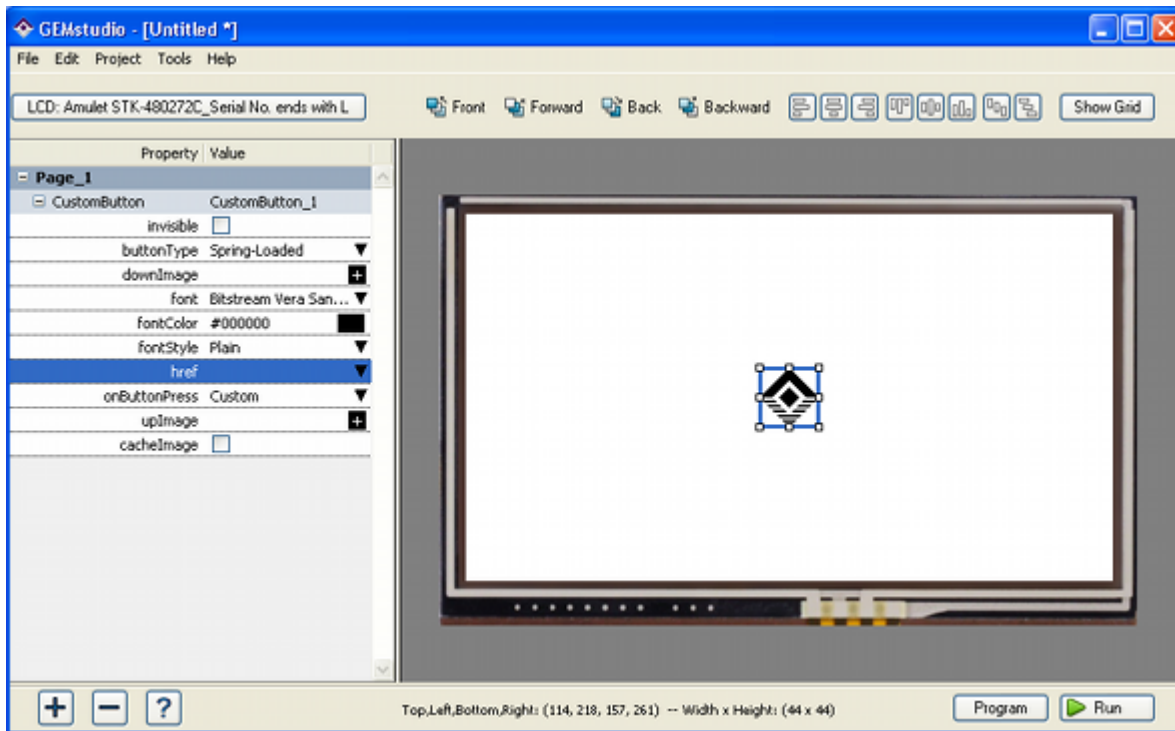 GEMstudio - [Untitled *]
File Edit Project Tools Help
LCD: Amulet STK-480272C_Serial No. ends with L Front Forward Back Backward Show Grid
Property Value
Page_1
CustomButton CustomButton_1
invisible
buttonType Spring-Loaded
downImage
font Bitstream Vera San...
fontColor #000000
fontStyle Plain
href
onButtonPress Custom
upImage
cacheImage
Top,Left,Bottom,Right: (114, 218, 157, 261) -- Width x Height: (44 x 44) Program Run